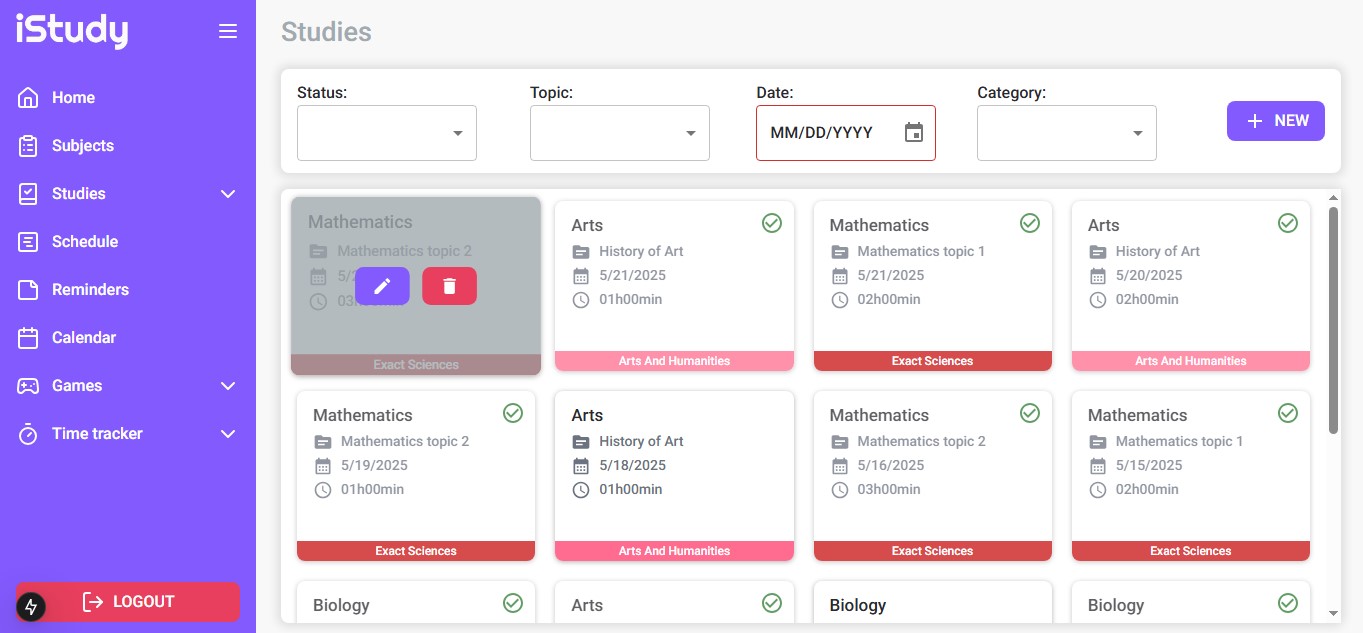 iStudy
Studies
Home
Subjects
Studies
Schedule
Reminders
Calendar
Games
Time tracker
LOGOUT
Status:
Topic:
Date:
Category:
MM/DD/YYYY
NEW
Mathematics
Mathematics topic 2
Exact Sciences
Arts
History of Art
5/21/2025
01h00min
Arts And Humanities
Mathematics
Mathematics topic 1
5/21/2025
02h00min
Exact Sciences
Arts
History of Art
5/20/2025
02h00min
Arts And Humanities
Mathematics
Mathematics topic 2
5/19/2025
01h00min
Exact Sciences
Arts
History of Art
5/18/2025
01h00min
Arts And Humanities
Mathematics
Mathematics topic 2
5/16/2025
03h00min
Exact Sciences
Arts
Mathematics
Mathematics topic 1
5/15/2025
02h00min
Exact Sciences
Biology
Arts
Biology
Biology